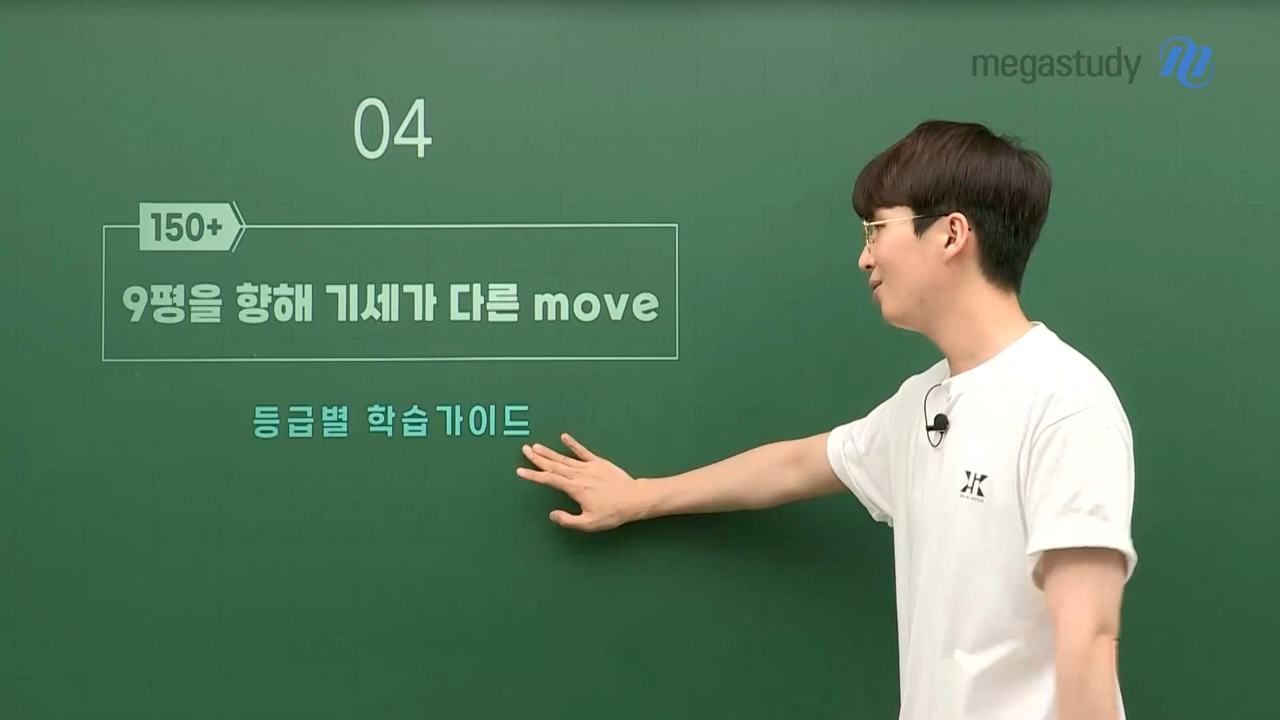 megastudy
04
150+
9평을 향해 기세가 다른 move
등급별 학습가이드